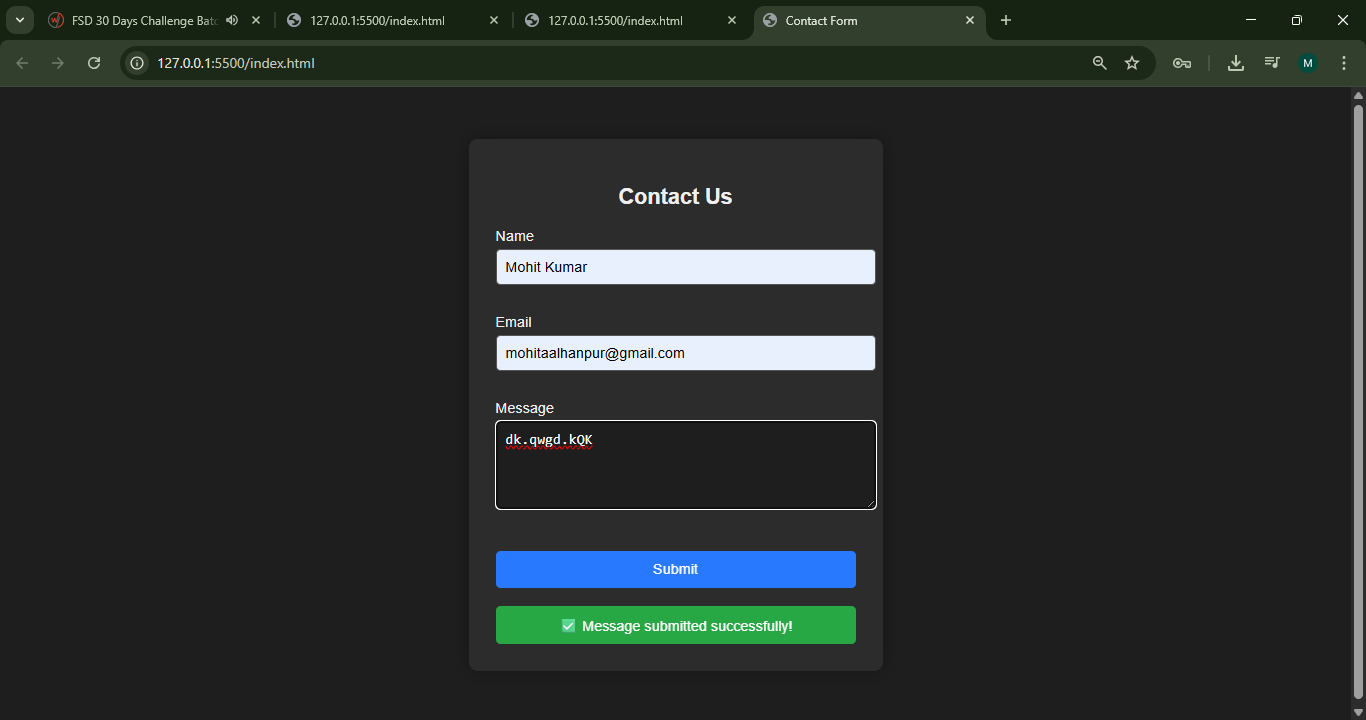 FSD 30 Days Challenge Bat
127.0.0.1:5500/index.html
127.0.0.1:5500/index.html
Contact Form
127.0.0.1:5500/index.html
M
Contact Us
Name
Mohit Kumar
Email
mohitaalhanpur@gmail.com
Message
dk.qwgd.kQK
Submit
✅ Message submitted successfully!